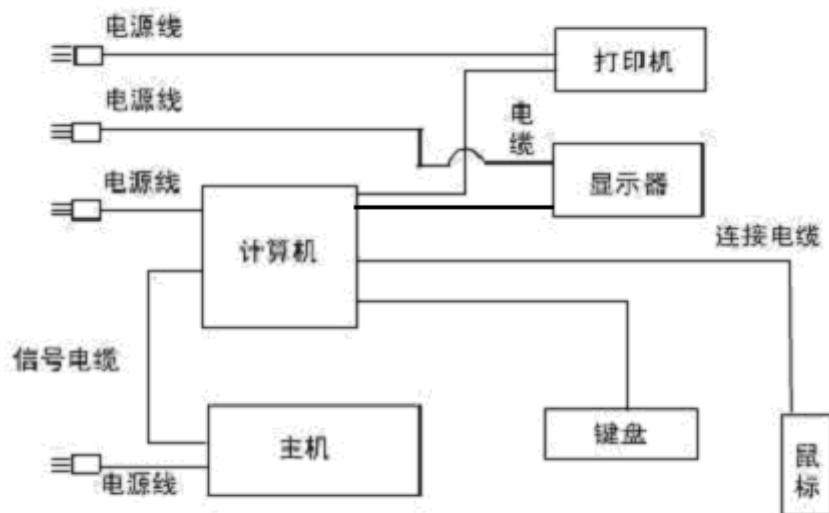 电源线
打印机
电源线
电缆
电源线
显示器
计算机
连接电缆
信号电缆
主机
键盘
鼠标
电源线